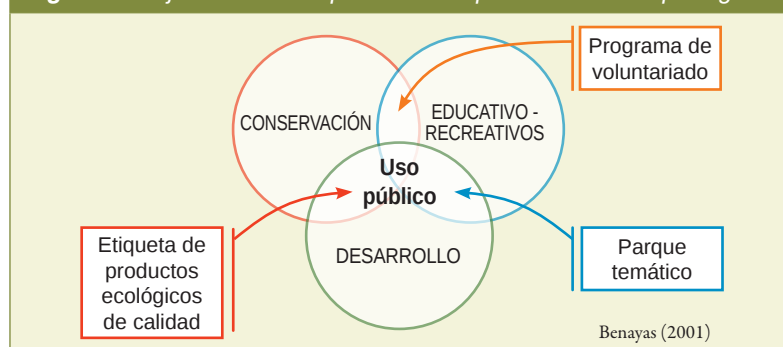 Programa de
voluntariado
CONSERVACIÓN
EDUCATIVO -
RECREATIVOS
Uso
público
Etiqueta de
productos
ecológicos
de calidad
DESARROLLO
Parque
temático
Benayas (2001)